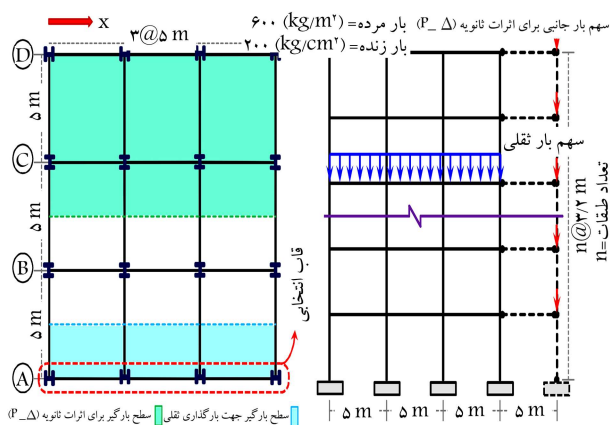 x
۳@۵ m
بار مرده= ۶۰۰ (kg/m۲)
بار زنده= ۲۰۰ (kg/cm۲)
سهم بار جانبی برای اثرات ثانویه (P_Δ)
D
۵ m
C
۵ m
B
۵ m
A
قاب انتخابی
سطح بارگیر برای اثرات ثانویه (P_Δ)
سطح بارگیر جهت بارگذاری ثقلی
سهم بار ثقلی
n@۳/۲ m
n= تعداد طبقات
۵ m
۵ m
۵ m
۵ m